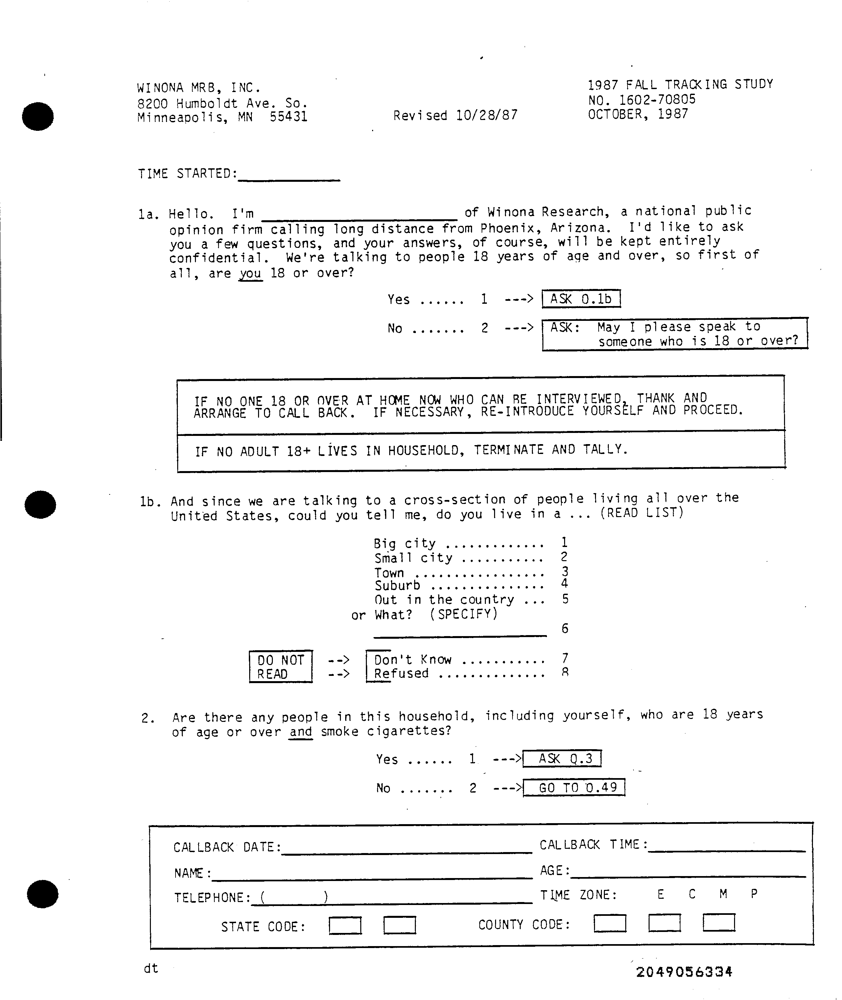 WINONA MRB, INC.
8200 Humboldt Ave. So.
Minneapolis, MN 55431
Revised 10/28/87
1987 FALL TRACKING STUDY
NO. 1602-70805
OCTOBER, 1987
TIME STARTED:
1a. Hello. I'm of Winona Research, a national public
opinion firm calling long distance from Phoenix, Arizona. I'd like to ask
you a few questions, and your answers, of course, will be kept entirely
confidential. We're talking to people 18 years of age and over, so first of
all, are you 18 or over?
Yes ...... 1 ---> ASK Q.1b
No ....... 2 ---> ASK: May I please speak to
someone who is 18 or over?
IF NO ONE 18 OR OVER AT HOME NOW WHO CAN BE INTERVIEWED, THANK AND
ARRANGE TO CALL BACK. IF NECESSARY, RE-INTRODUCE YOURSELF AND PROCEED.
IF NO ADULT 18+ LIVES IN HOUSEHOLD, TERMINATE AND TALLY.
1b. And since we are talking to a cross-section of people living all over the
United States, could you tell me, do you live in a ... (READ LIST)
Big city ............. 1
Small city ........... 2
Town ................. 3
Suburb ............... 4
Out in the country ... 5
or What? (SPECIFY)
6
DO NOT --> Don't Know ........... 7
READ --> Refused .............. 8
2. Are there any people in this household, including yourself, who are 18 years
of age or over and smoke cigarettes?
Yes ...... 1 ---> ASK Q.3
No ....... 2 ---> GO TO Q.49
CALLBACK DATE: CALLBACK TIME:
NAME: AGE:
TELEPHONE: ( ) TIME ZONE: E C M P
STATE CODE: COUNTY CODE:
dt
2049056334